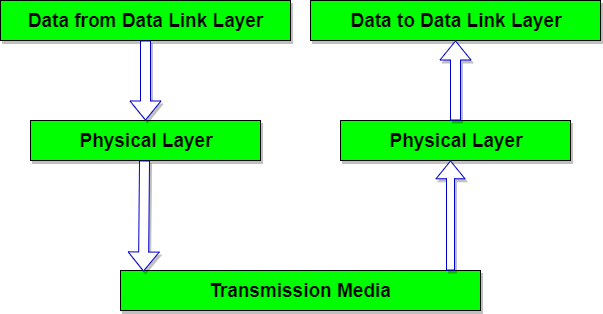 Data from Data Link Layer
Data to Data Link Layer
Physical Layer
Physical Layer
Transmission Media